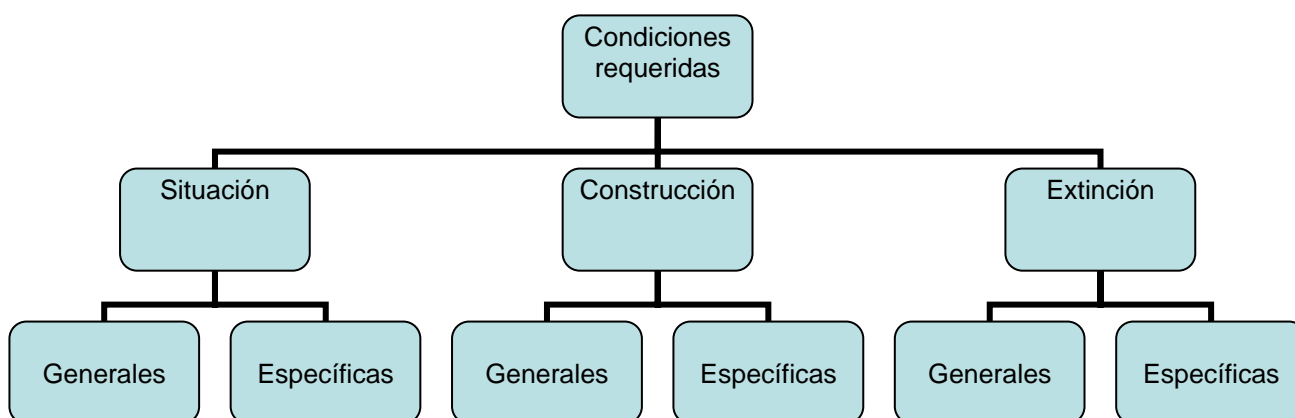 Condiciones
requeridas
Situación
Construcción
Extinción
Generales
Específicas
Generales
Específicas
Generales
Específicas